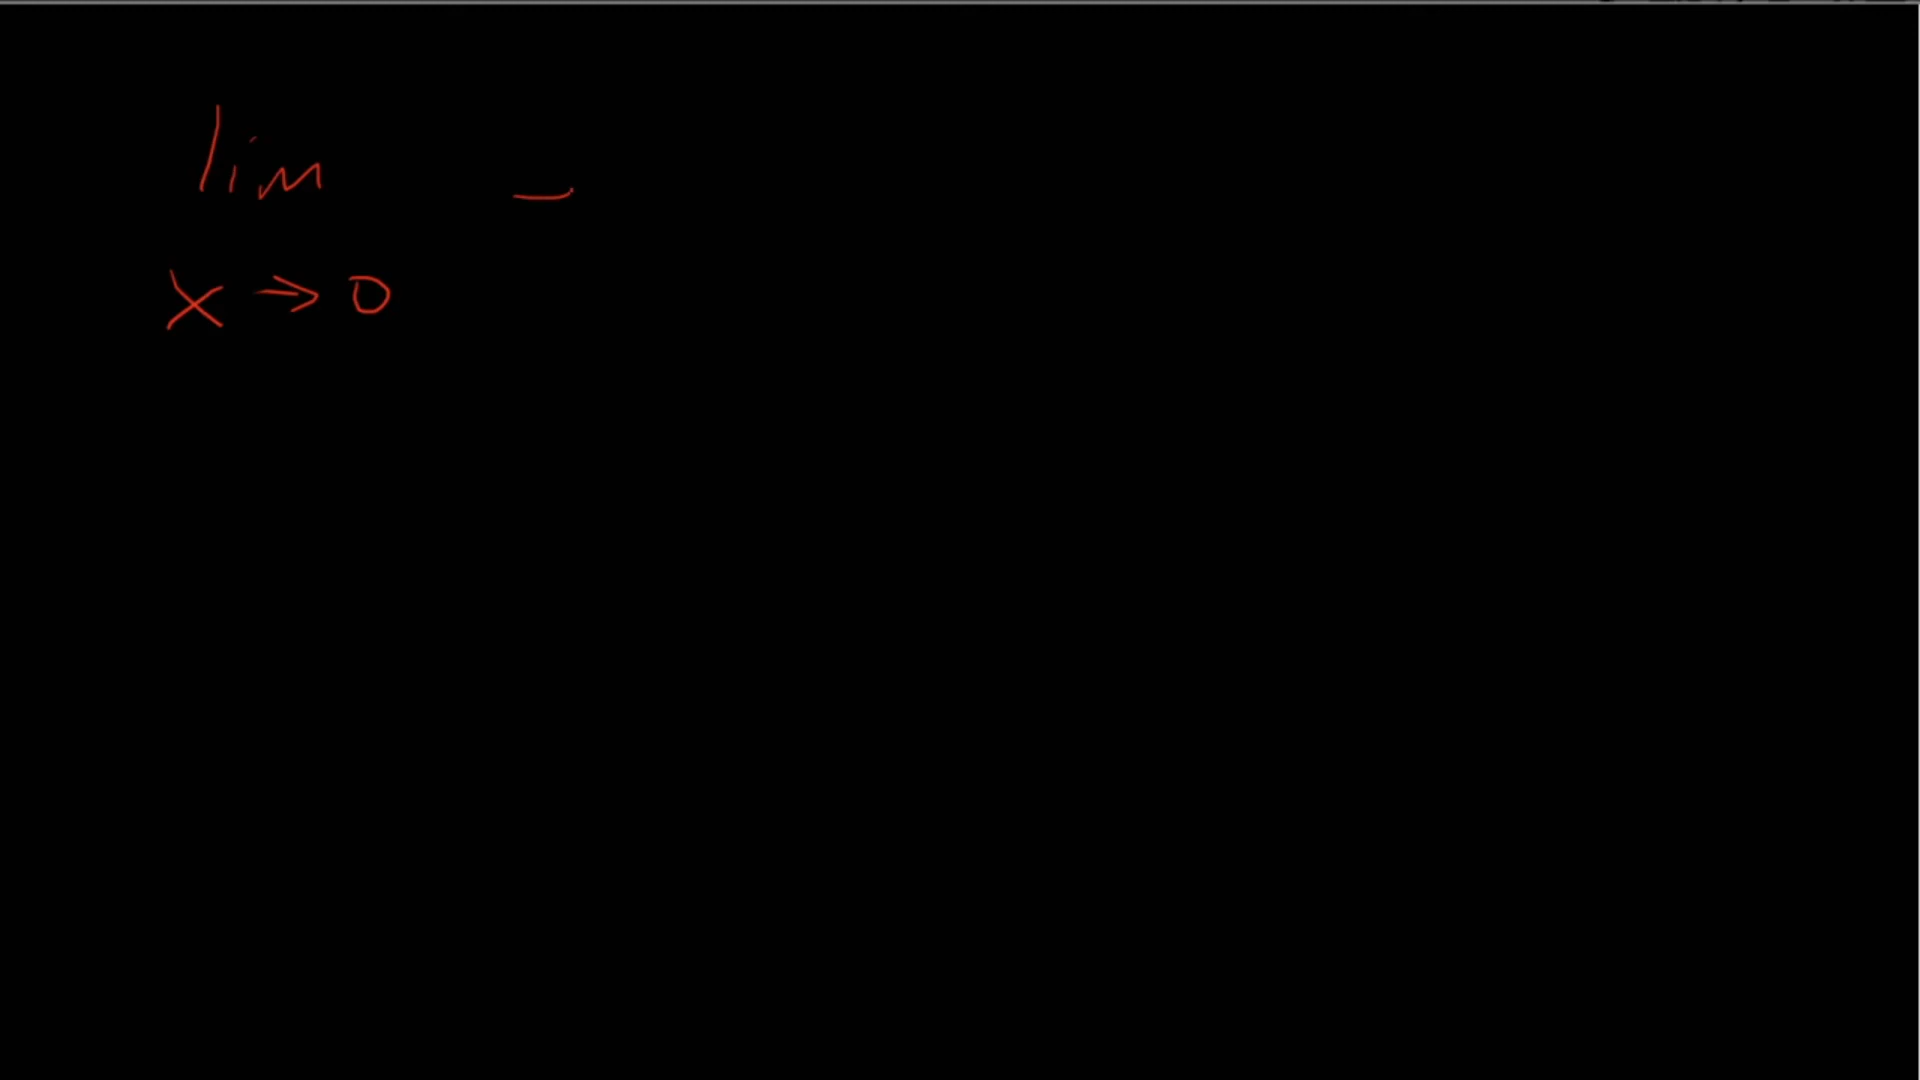 lim –
x → 0